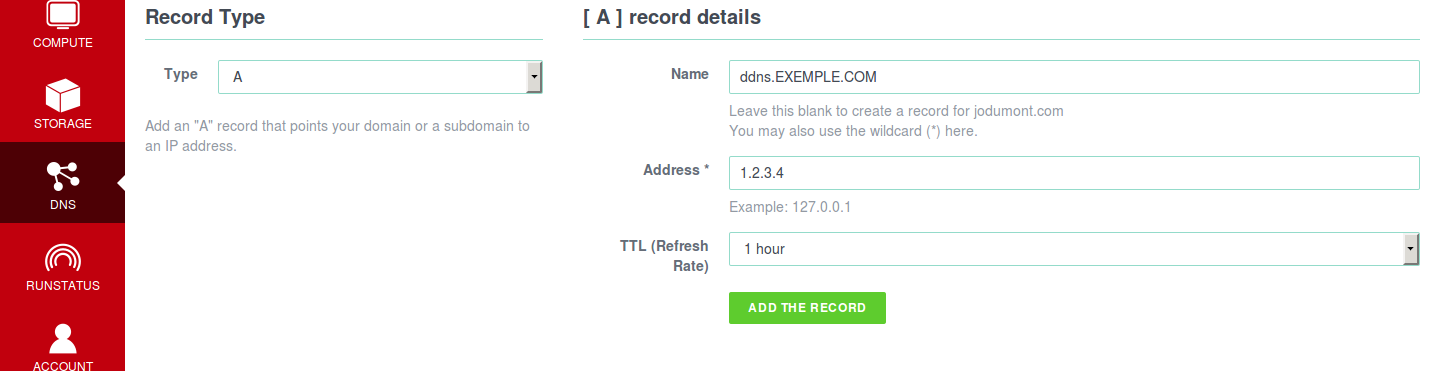 COMPUTE
STORAGE
DNS
RUNSTATUS
ACCOUNT
Record Type
Type
A
Add an "A" record that points your domain or a subdomain to
an IP address.
[ A ] record details
Name
ddns.EXEMPLE.COM
Leave this blank to create a record for jodumont.com
You may also use the wildcard (*) here.
Address *
1.2.3.4
Example: 127.0.0.1
TTL (Refresh
Rate)
1 hour
ADD THE RECORD